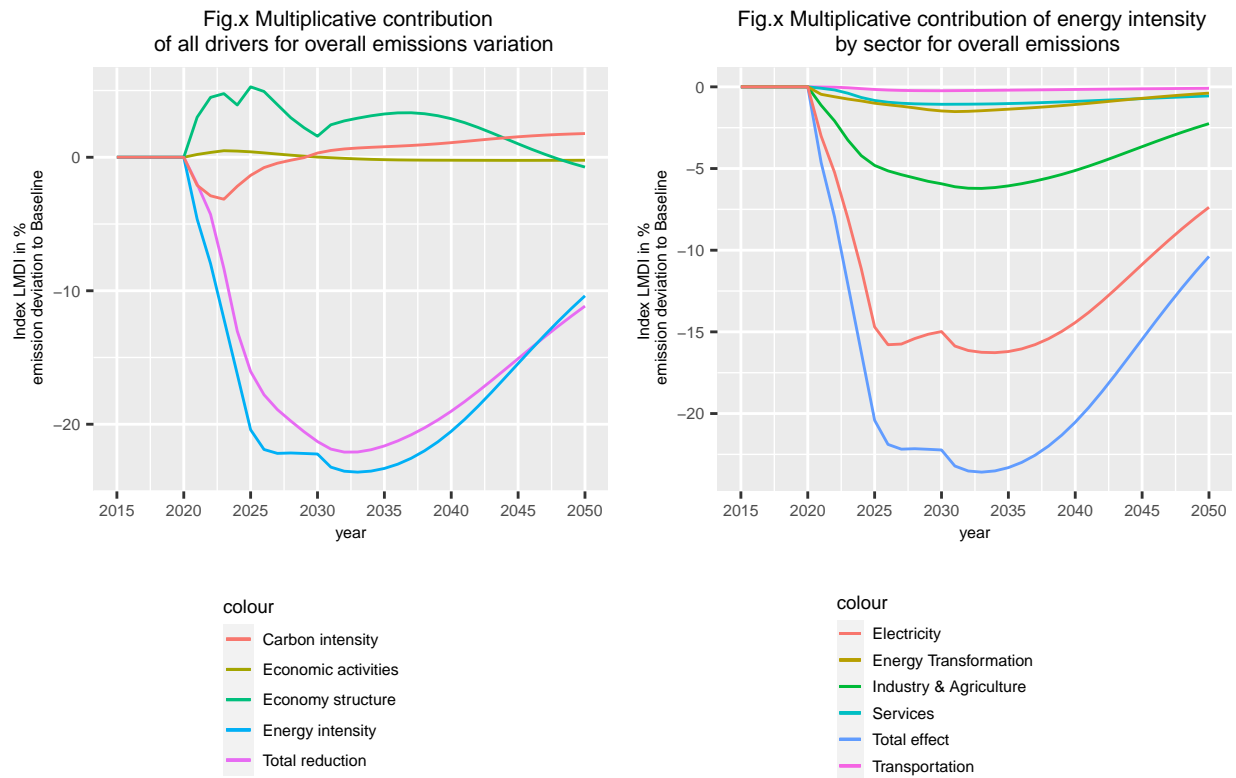 Fig.x Multiplicative contribution
of all drivers for overall emissions variation
Index LMDI in %
emission deviation to Baseline
0
−10
−20
2015 2020 2025 2030 2035 2040 2045 2050
year
colour
Carbon intensity
Economic activities
Economy structure
Energy intensity
Total reduction
Fig.x Multiplicative contribution of energy intensity
by sector for overall emissions
Index LMDI in %
emission deviation to Baseline
0
−5
−10
−15
−20
2015 2020 2025 2030 2035 2040 2045 2050
year
colour
Electricity
Energy Transformation
Industry & Agriculture
Services
Total effect
Transportation